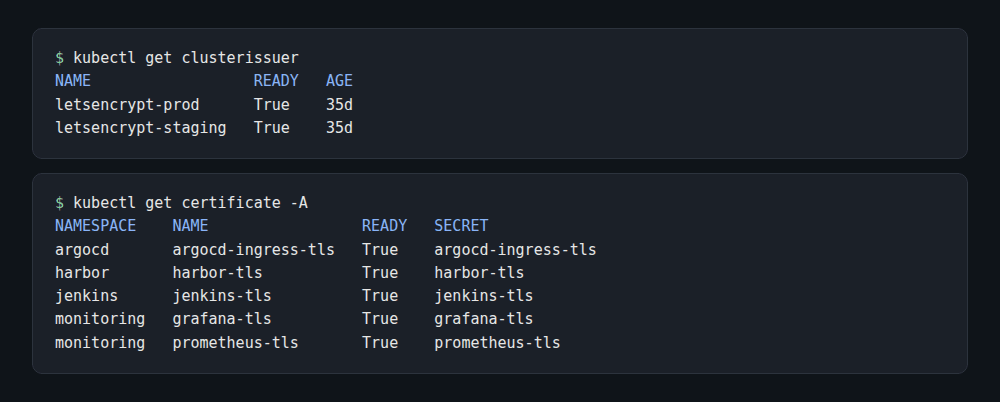 $ kubectl get clusterissuer
NAME                  READY   AGE
letsencrypt-prod      True    35d
letsencrypt-staging   True    35d
$ kubectl get certificate -A
NAMESPACE    NAME                 READY   SECRET
argocd       argocd-ingress-tls   True    argocd-ingress-tls
harbor       harbor-tls           True    harbor-tls
jenkins      jenkins-tls          True    jenkins-tls
monitoring   grafana-tls          True    grafana-tls
monitoring   prometheus-tls       True    prometheus-tls